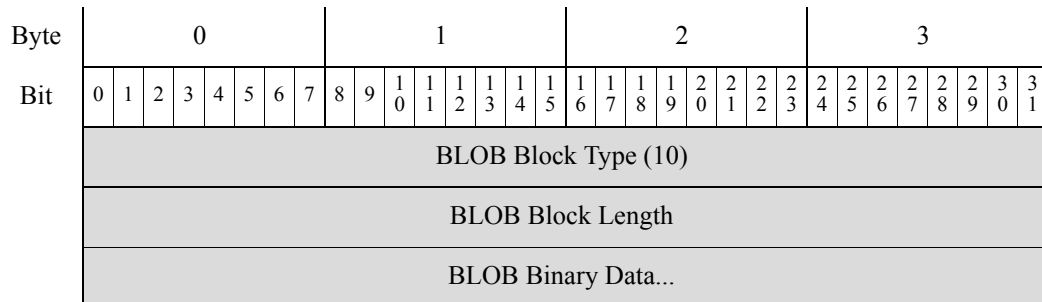 Byte 0 1 2 3
Bit 0 1 2 3 4 5 6 7 8 9 10 11 12 13 14 15 16 17 18 19 20 21 22 23 24 25 26 27 28 29 30 31
BLOB Block Type (10)
BLOB Block Length
BLOB Binary Data...